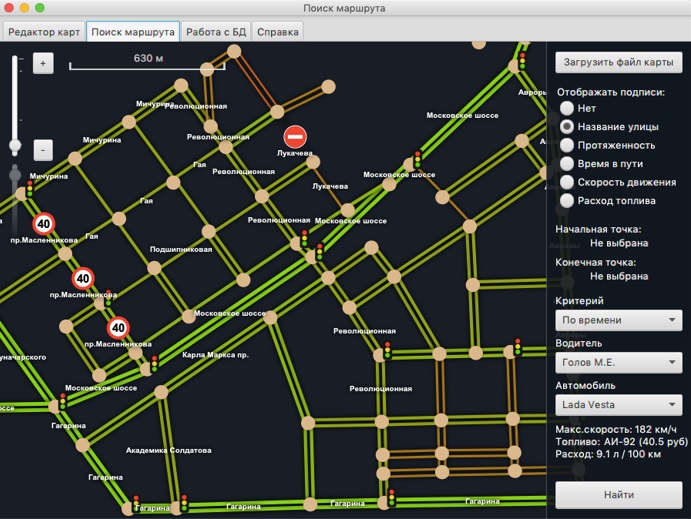 Поиск маршрута
Редактор карт
Поиск маршрута
Работа с БД
Справка
630 м
+
-
Мичурина
Революционная
Мичурина
Революционная
Гая
Лукачева
Революционная
Мичурина
Лукачева
Московское шоссе
Московское шоссе
Гая
40
Революционная
Московское шоссе
пр.Масленникова
Гая
Подшипниковая
40
пр.Масленникова
Московское шоссе
40
Революционная
пр.Масленникова
Карла Маркса пр.
Московское шоссе
Революционная
Гагарина
Академика Солдатова
Гагарина
Гагарина
Гагарина
Гагарина
Гагарина
Загрузить файл карты
Отображать подписи:
Нет
Название улицы
Протяженность
Время в пути
Скорость движения
Расход топлива
Начальная точка:
Не выбрана
Конечная точка:
Не выбрана
Критерий
По времени
Водитель
Голов М.Е.
Автомобиль
Lada Vesta
Макс.скорость: 182 км/ч
Топливо: АИ-92 (40.5 руб)
Расход: 9.1 л / 100 км
Найти